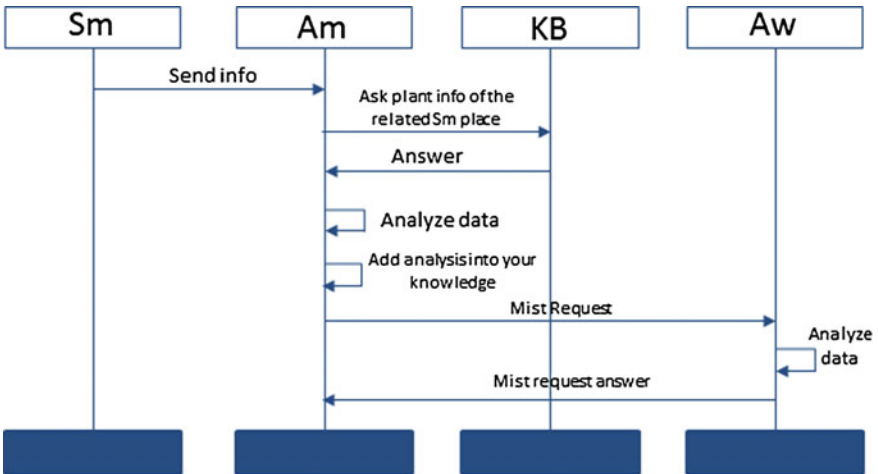 Sm
Am
KB
Aw
Send info
Ask plant info of the
related Sm place
Answer
Analyze data
Add analysis into your
knowledge
Mist Request
Analyze
data
Mist request answer